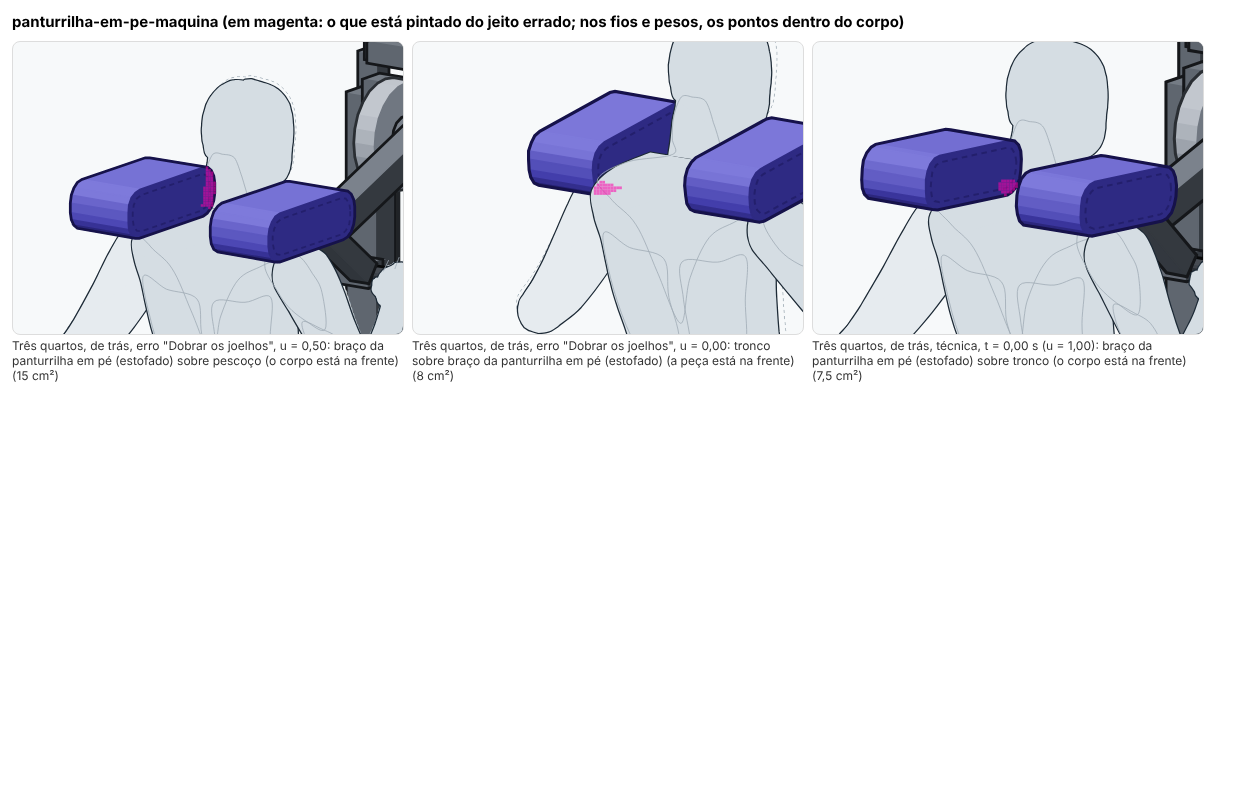 panturrilha-em-pe-maquina (em magenta: o que está pintado do jeito errado; nos fios e pesos, os pontos dentro do corpo)
Três quartos, de trás, erro "Dobrar os joelhos", u = 0,50: braço da
panturrilha em pé (estofado) sobre pescoço (o corpo está na frente)
(15 cm²)
Três quartos, de trás, erro "Dobrar os joelhos", u = 0,00: tronco
sobre braço da panturrilha em pé (estofado) (a peça está na frente)
(8 cm²)
Três quartos, de trás, técnica, t = 0,00 s (u = 1,00): braço da
panturrilha em pé (estofado) sobre tronco (o corpo está na frente)
(7,5 cm²)